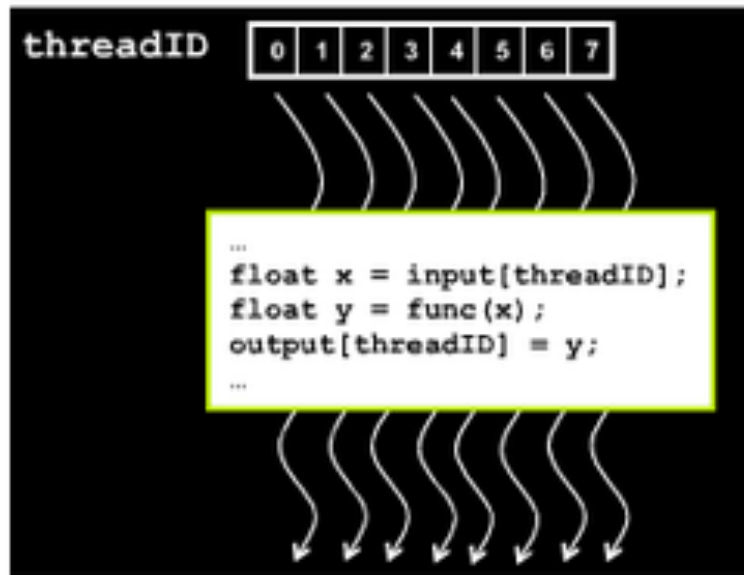 threadID 0 1 2 3 4 5 6 7
…
float x = input[threadID];
float y = func(x);
output[threadID] = y;
…